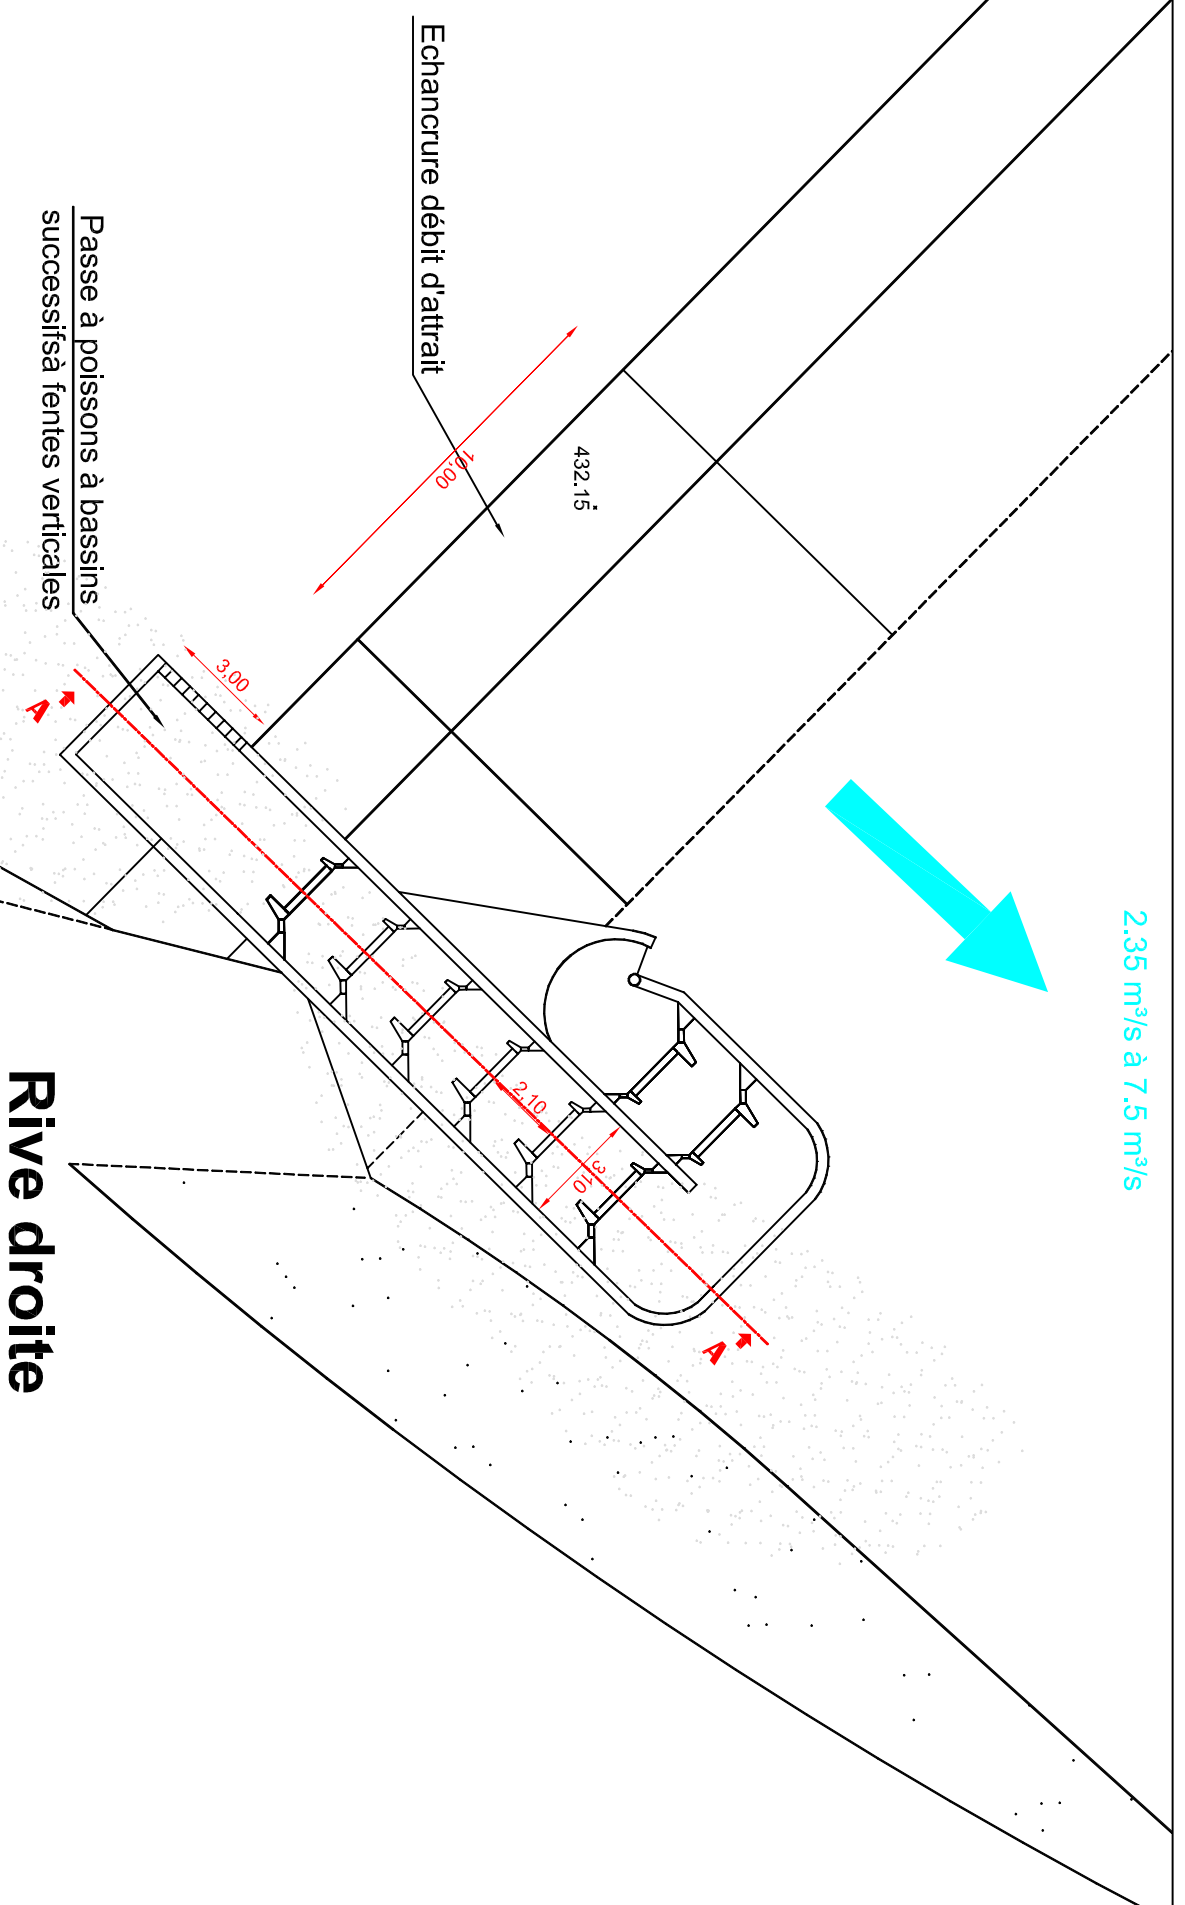 2.35 m³/s à 7.5 m³/s
Echancrure débit d'attrait
432.15
10,00
3,00
Passe à poissons à bassins
successifsà fentes verticales
A
2,10
3,10
A
Rive droite